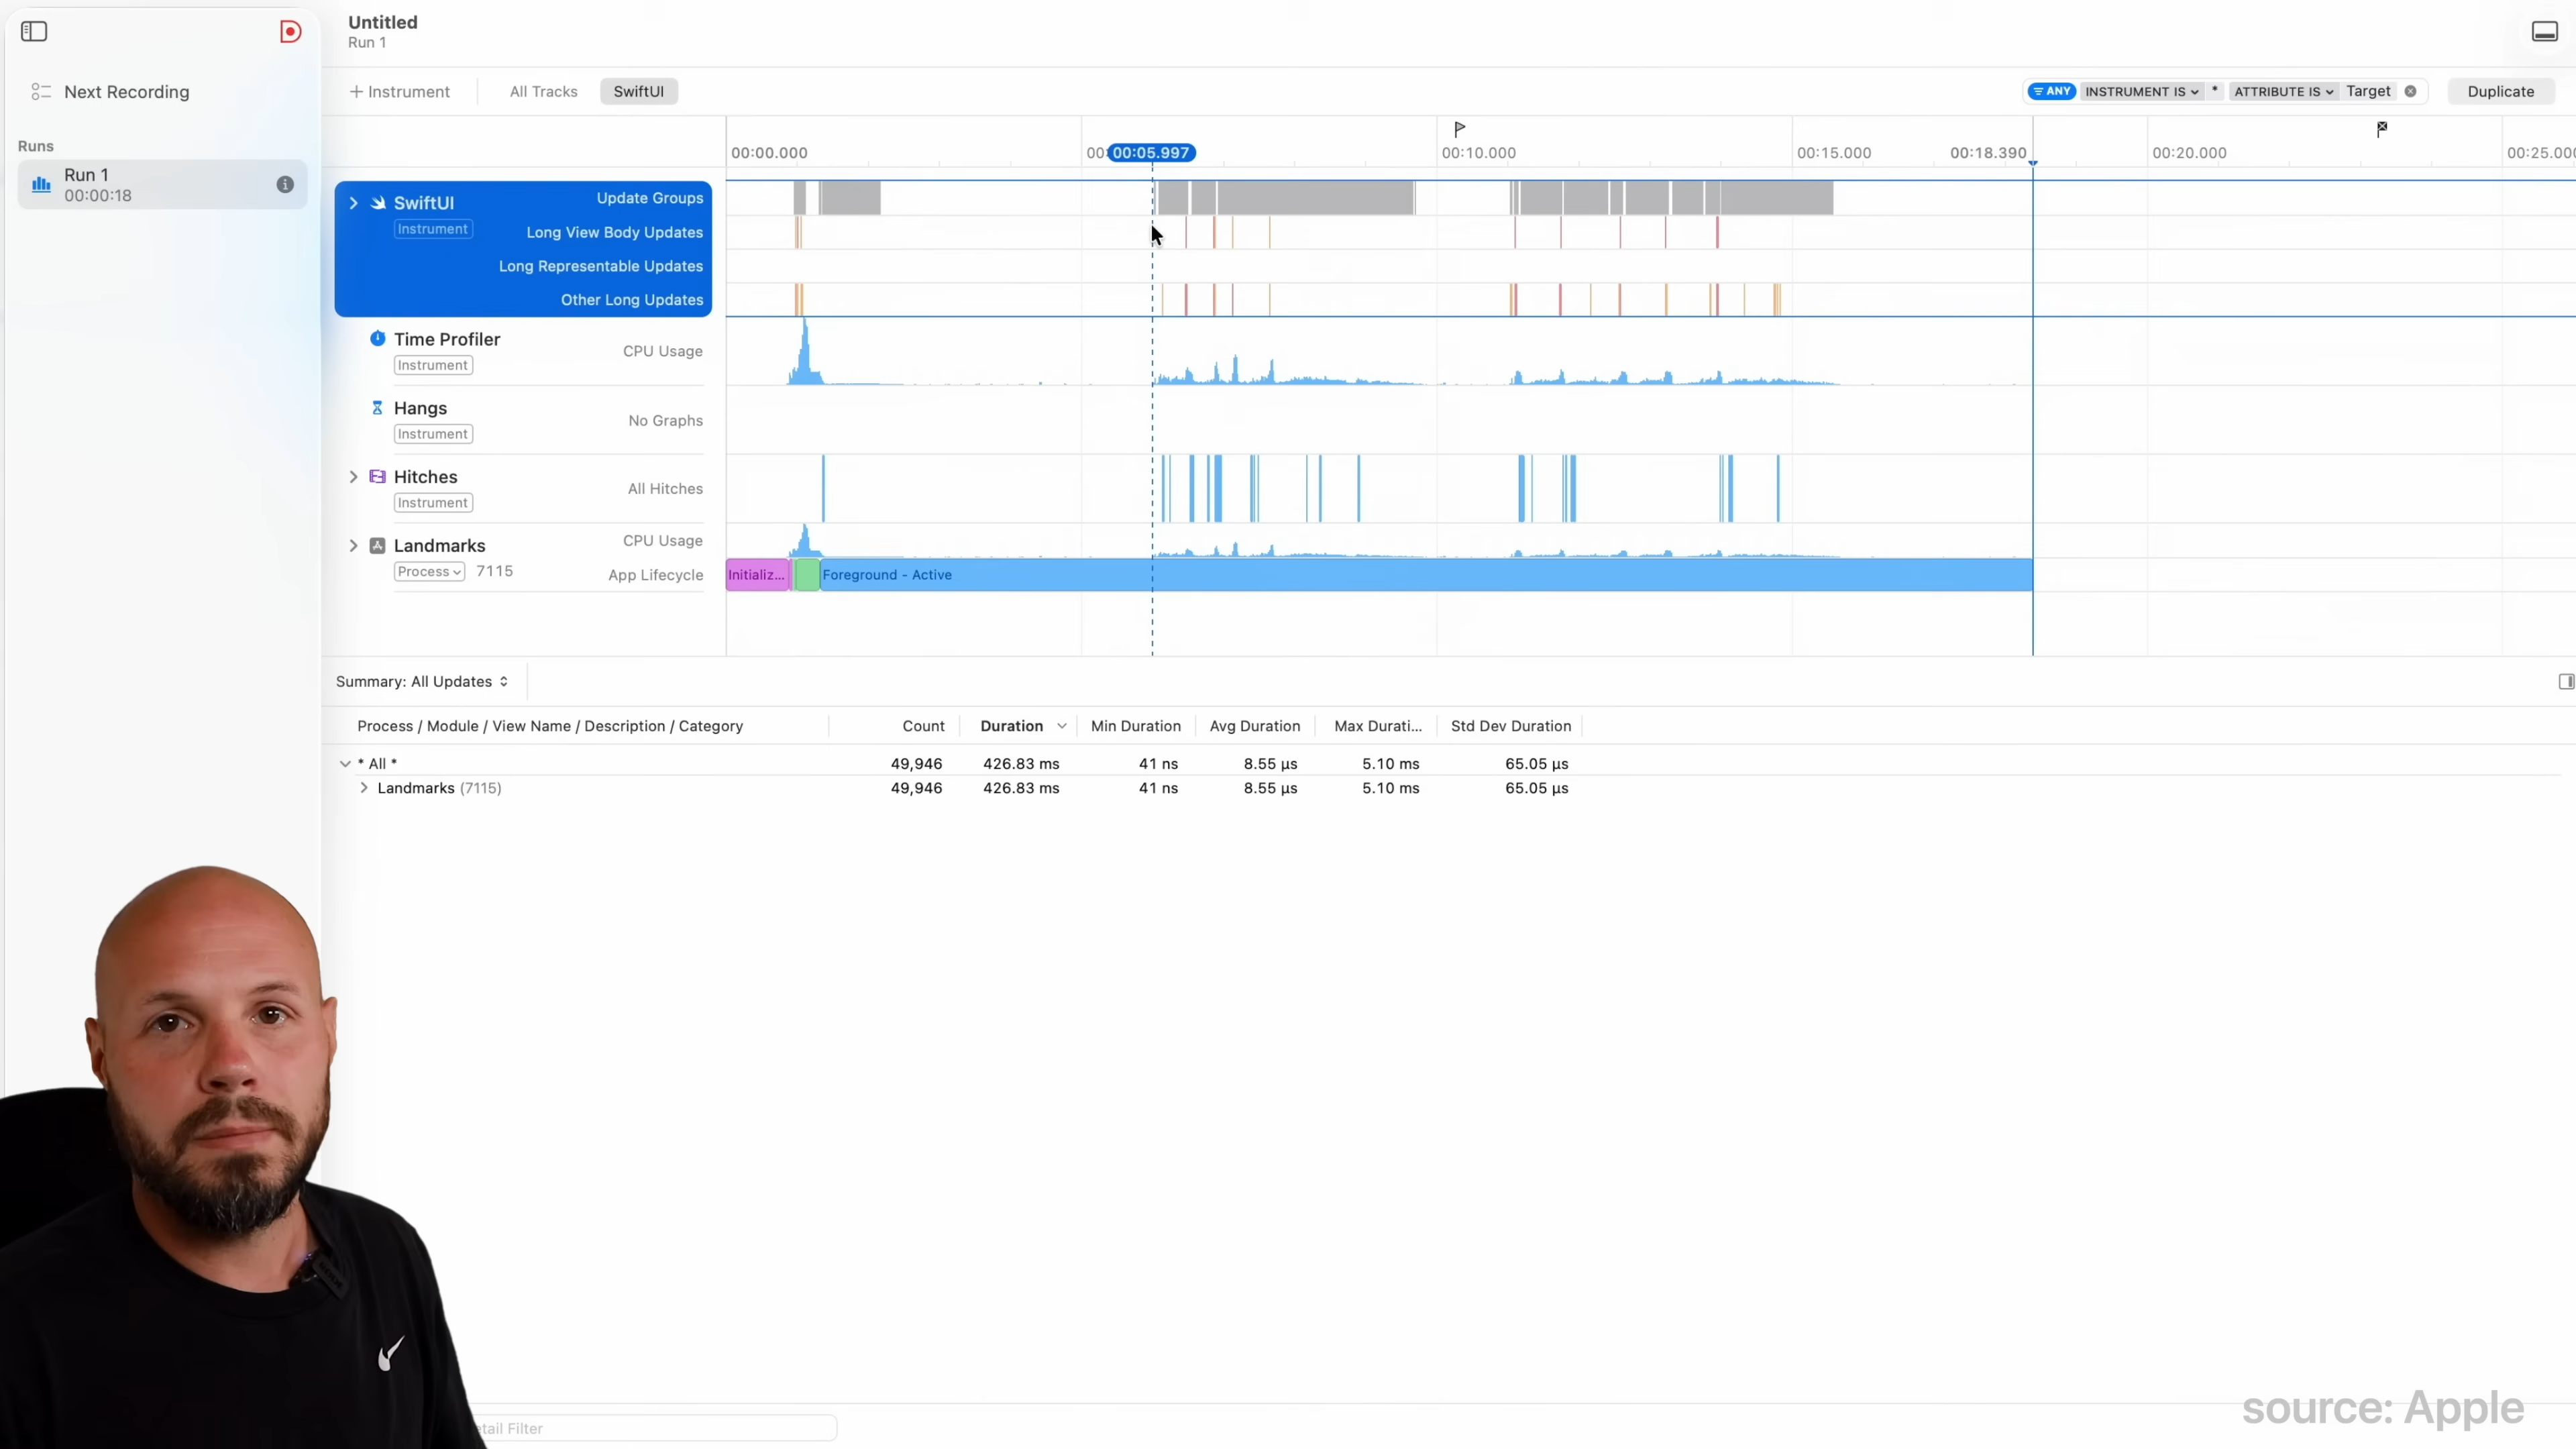 Untitled
Run 1
Next Recording
+ Instrument
All Tracks
SwiftUI
ANY INSTRUMENT IS * ATTRIBUTE IS Target
Duplicate
Runs
Run 1
00:00:18
00:00.000
00:05.997
00:10.000
00:15.000
00:18.390
00:20.000
SwiftUI
Instrument
Update Groups
Long View Body Updates
Long Representable Updates
Other Long Updates
Time Profiler
Instrument
CPU Usage
Hangs
Instrument
No Graphs
Hitches
Instrument
All Hitches
Landmarks
Process 7115
CPU Usage
App Lifecycle
Initializ...
Foreground - Active
Summary: All Updates
Process / Module / View Name / Description / Category Count Duration Min Duration Avg Duration Max Durati... Std Dev Duration
* All * 49,946 426.83 ms 41 ns 8.55 µs 5.10 ms 65.05 µs
Landmarks (7115) 49,946 426.83 ms 41 ns 8.55 µs 5.10 ms 65.05 µs
Filter
source: Apple